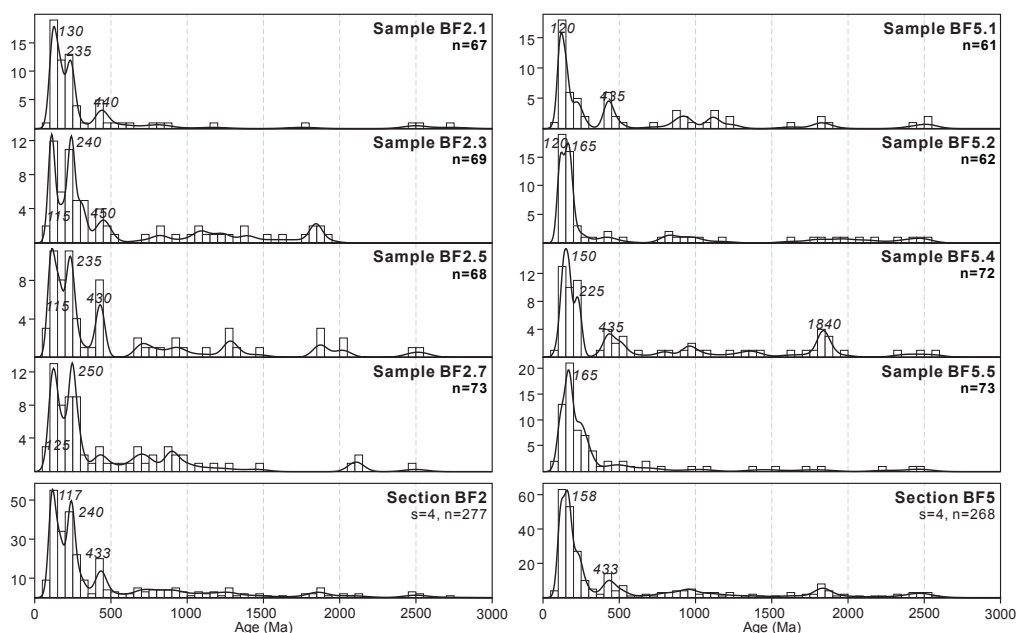 Sample BF2.1
n=67
130
235
440
15
10
5
Sample BF2.3
n=69
240
115
450
12
8
4
Sample BF2.5
n=68
235
115
430
8
4
Sample BF2.7
n=73
250
125
12
8
4
Section BF2
s=4, n=277
117
240
433
50
30
10
0 500 1000 1500 2000 2500 3000
Age (Ma)
Sample BF5.1
n=61
120
435
15
10
5
Sample BF5.2
n=62
120
165
15
10
5
Sample BF5.4
n=72
150
225
435
1840
12
8
4
Sample BF5.5
n=73
165
20
15
10
5
Section BF5
s=4, n=268
158
433
60
40
20
0 500 1000 1500 2000 2500 3000
Age (Ma)